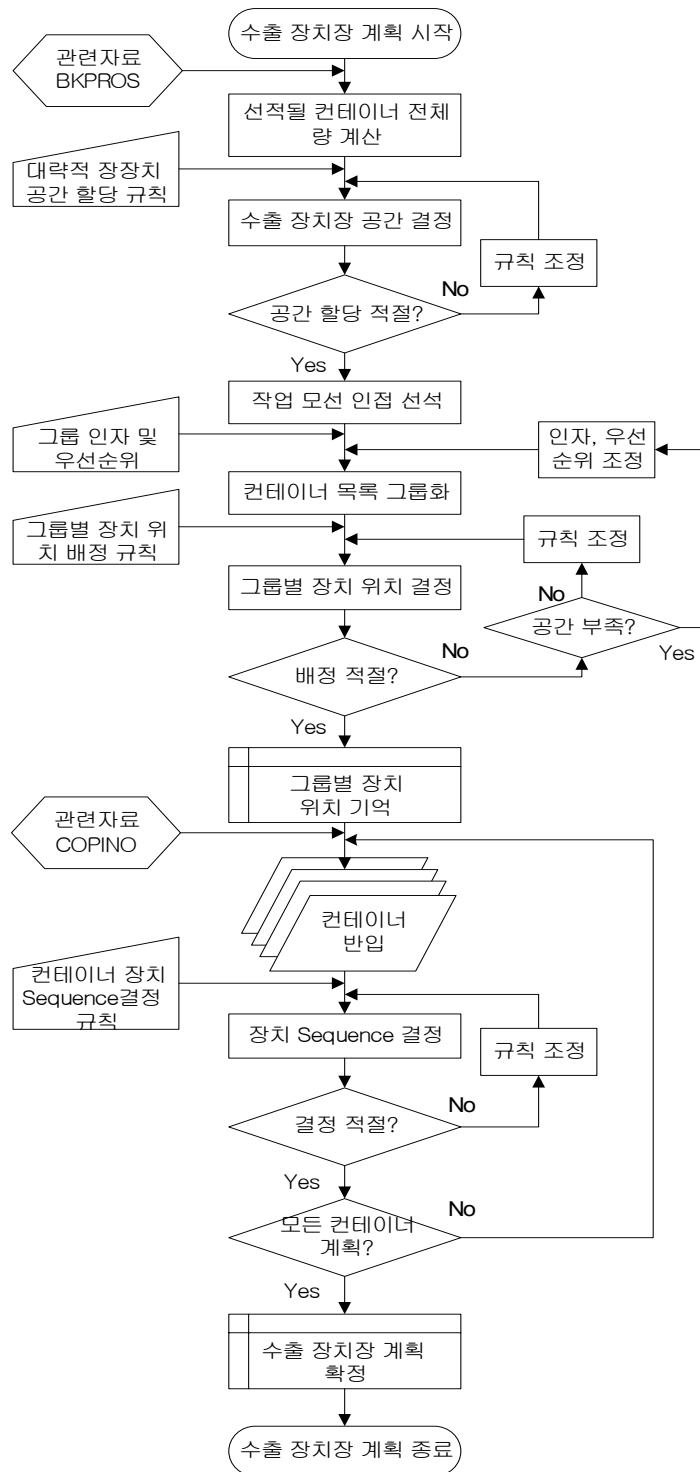 수출 장치장 계획 시작
관련자료
BKPROS
선적될 컨테이너 전체
량 계산
대략적 장장치
공간 할당 규칙
수출 장치장 공간 결정
규칙 조정
공간 할당 적절?
No
Yes
작업 모선 인접 선석
그룹 인자 및
우선순위
인자, 우선
순위 조정
컨테이너 목록 그룹화
그룹별 장치 위
치 배정 규칙
규칙 조정
그룹별 장치 위치 결정
No
공간 부족?
Yes
배정 적절?
No
Yes
그룹별 장치
위치 기억
관련자료
COPINO
컨테이너
반입
컨테이너 장치
Sequence결정
규칙
장치 Sequence 결정
규칙 조정
결정 적절?
No
Yes
모든 컨테이너
계획?
No
Yes
수출 장치장 계획
확정
수출 장치장 계획 종료